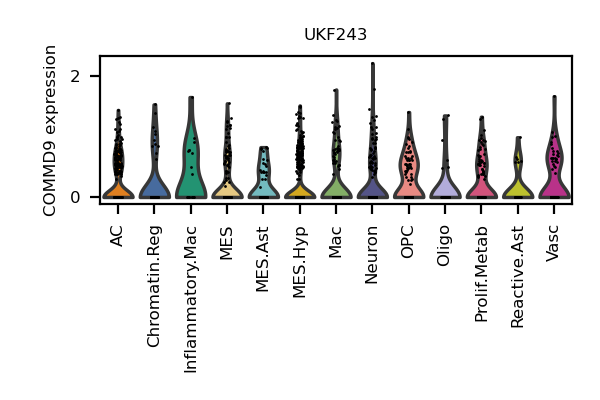 UKF243
COMMD9 expression
2
0
AC
Chromatin.Reg
Inflammatory.Mac
MES
MES.Ast
MES.Hyp
Mac
Neuron
OPC
Oligo
Prolif.Metab
Reactive.Ast
Vasc